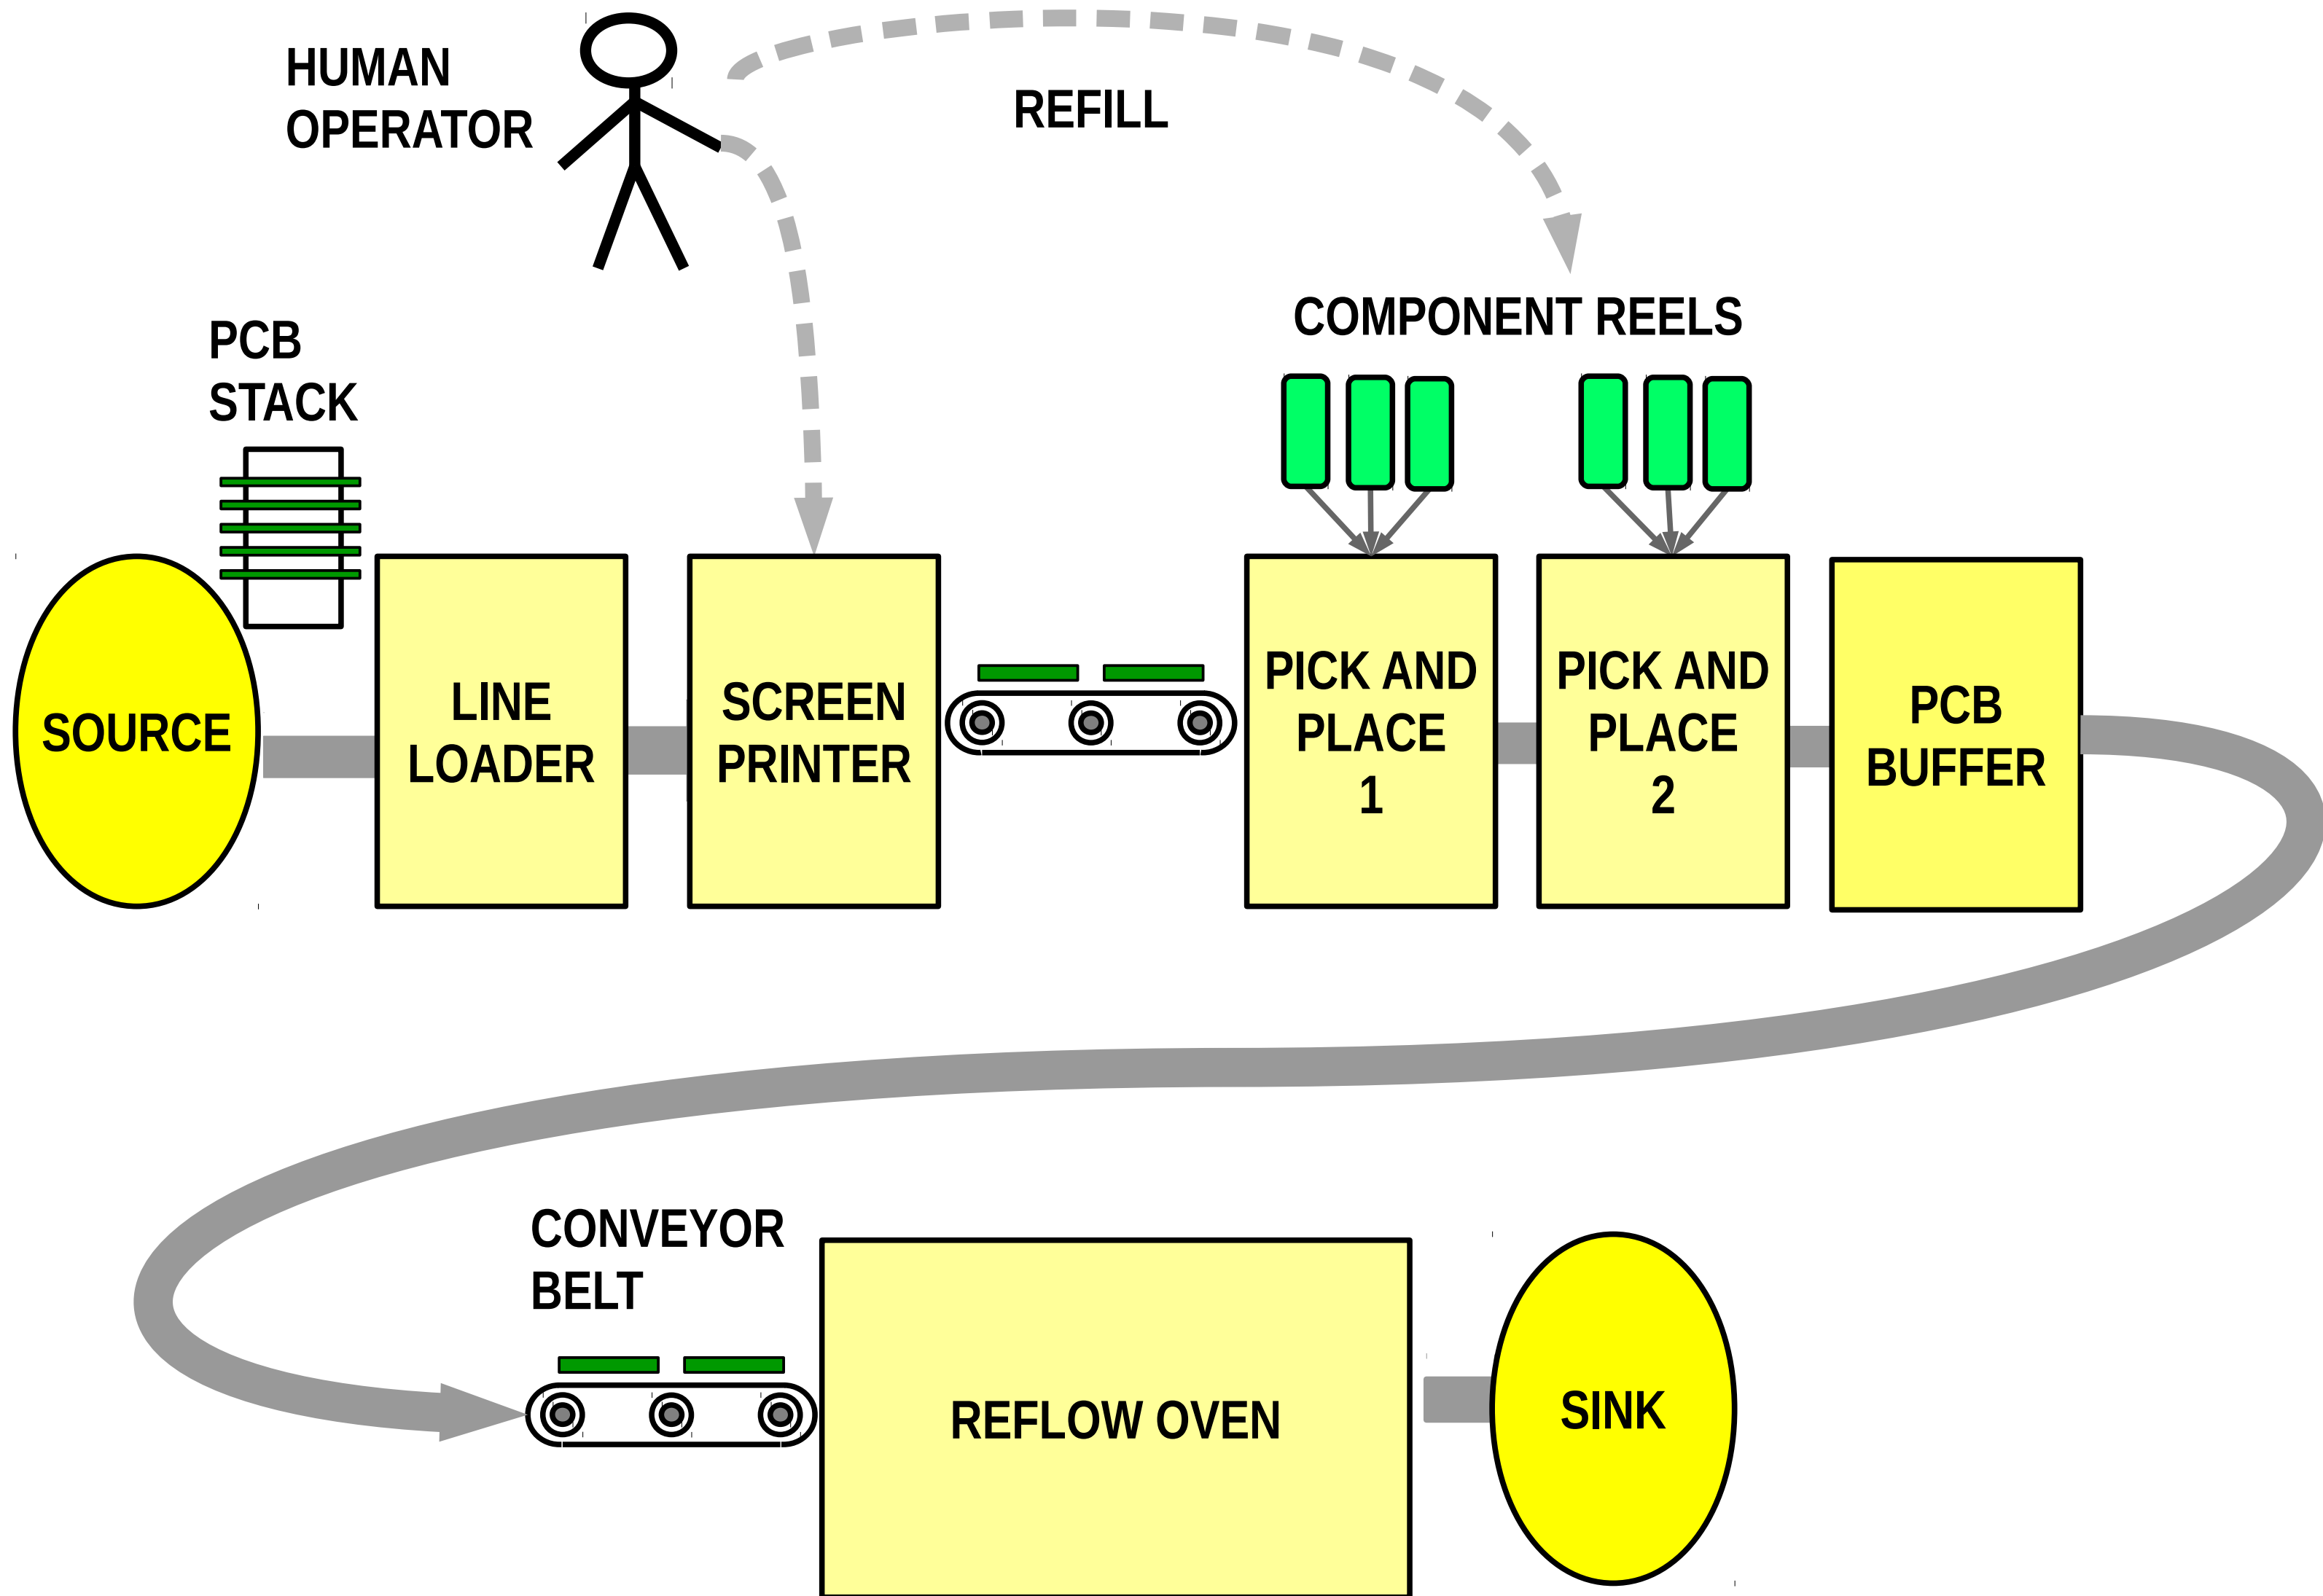 HUMAN
OPERATOR
REFILL
PCB
STACK
COMPONENT REELS
SOURCE
LINE
LOADER
SCREEN
PRINTER
PICK AND
PLACE
1
PICK AND
PLACE
2
PCB
BUFFER
CONVEYOR
BELT
REFLOW OVEN
SINK